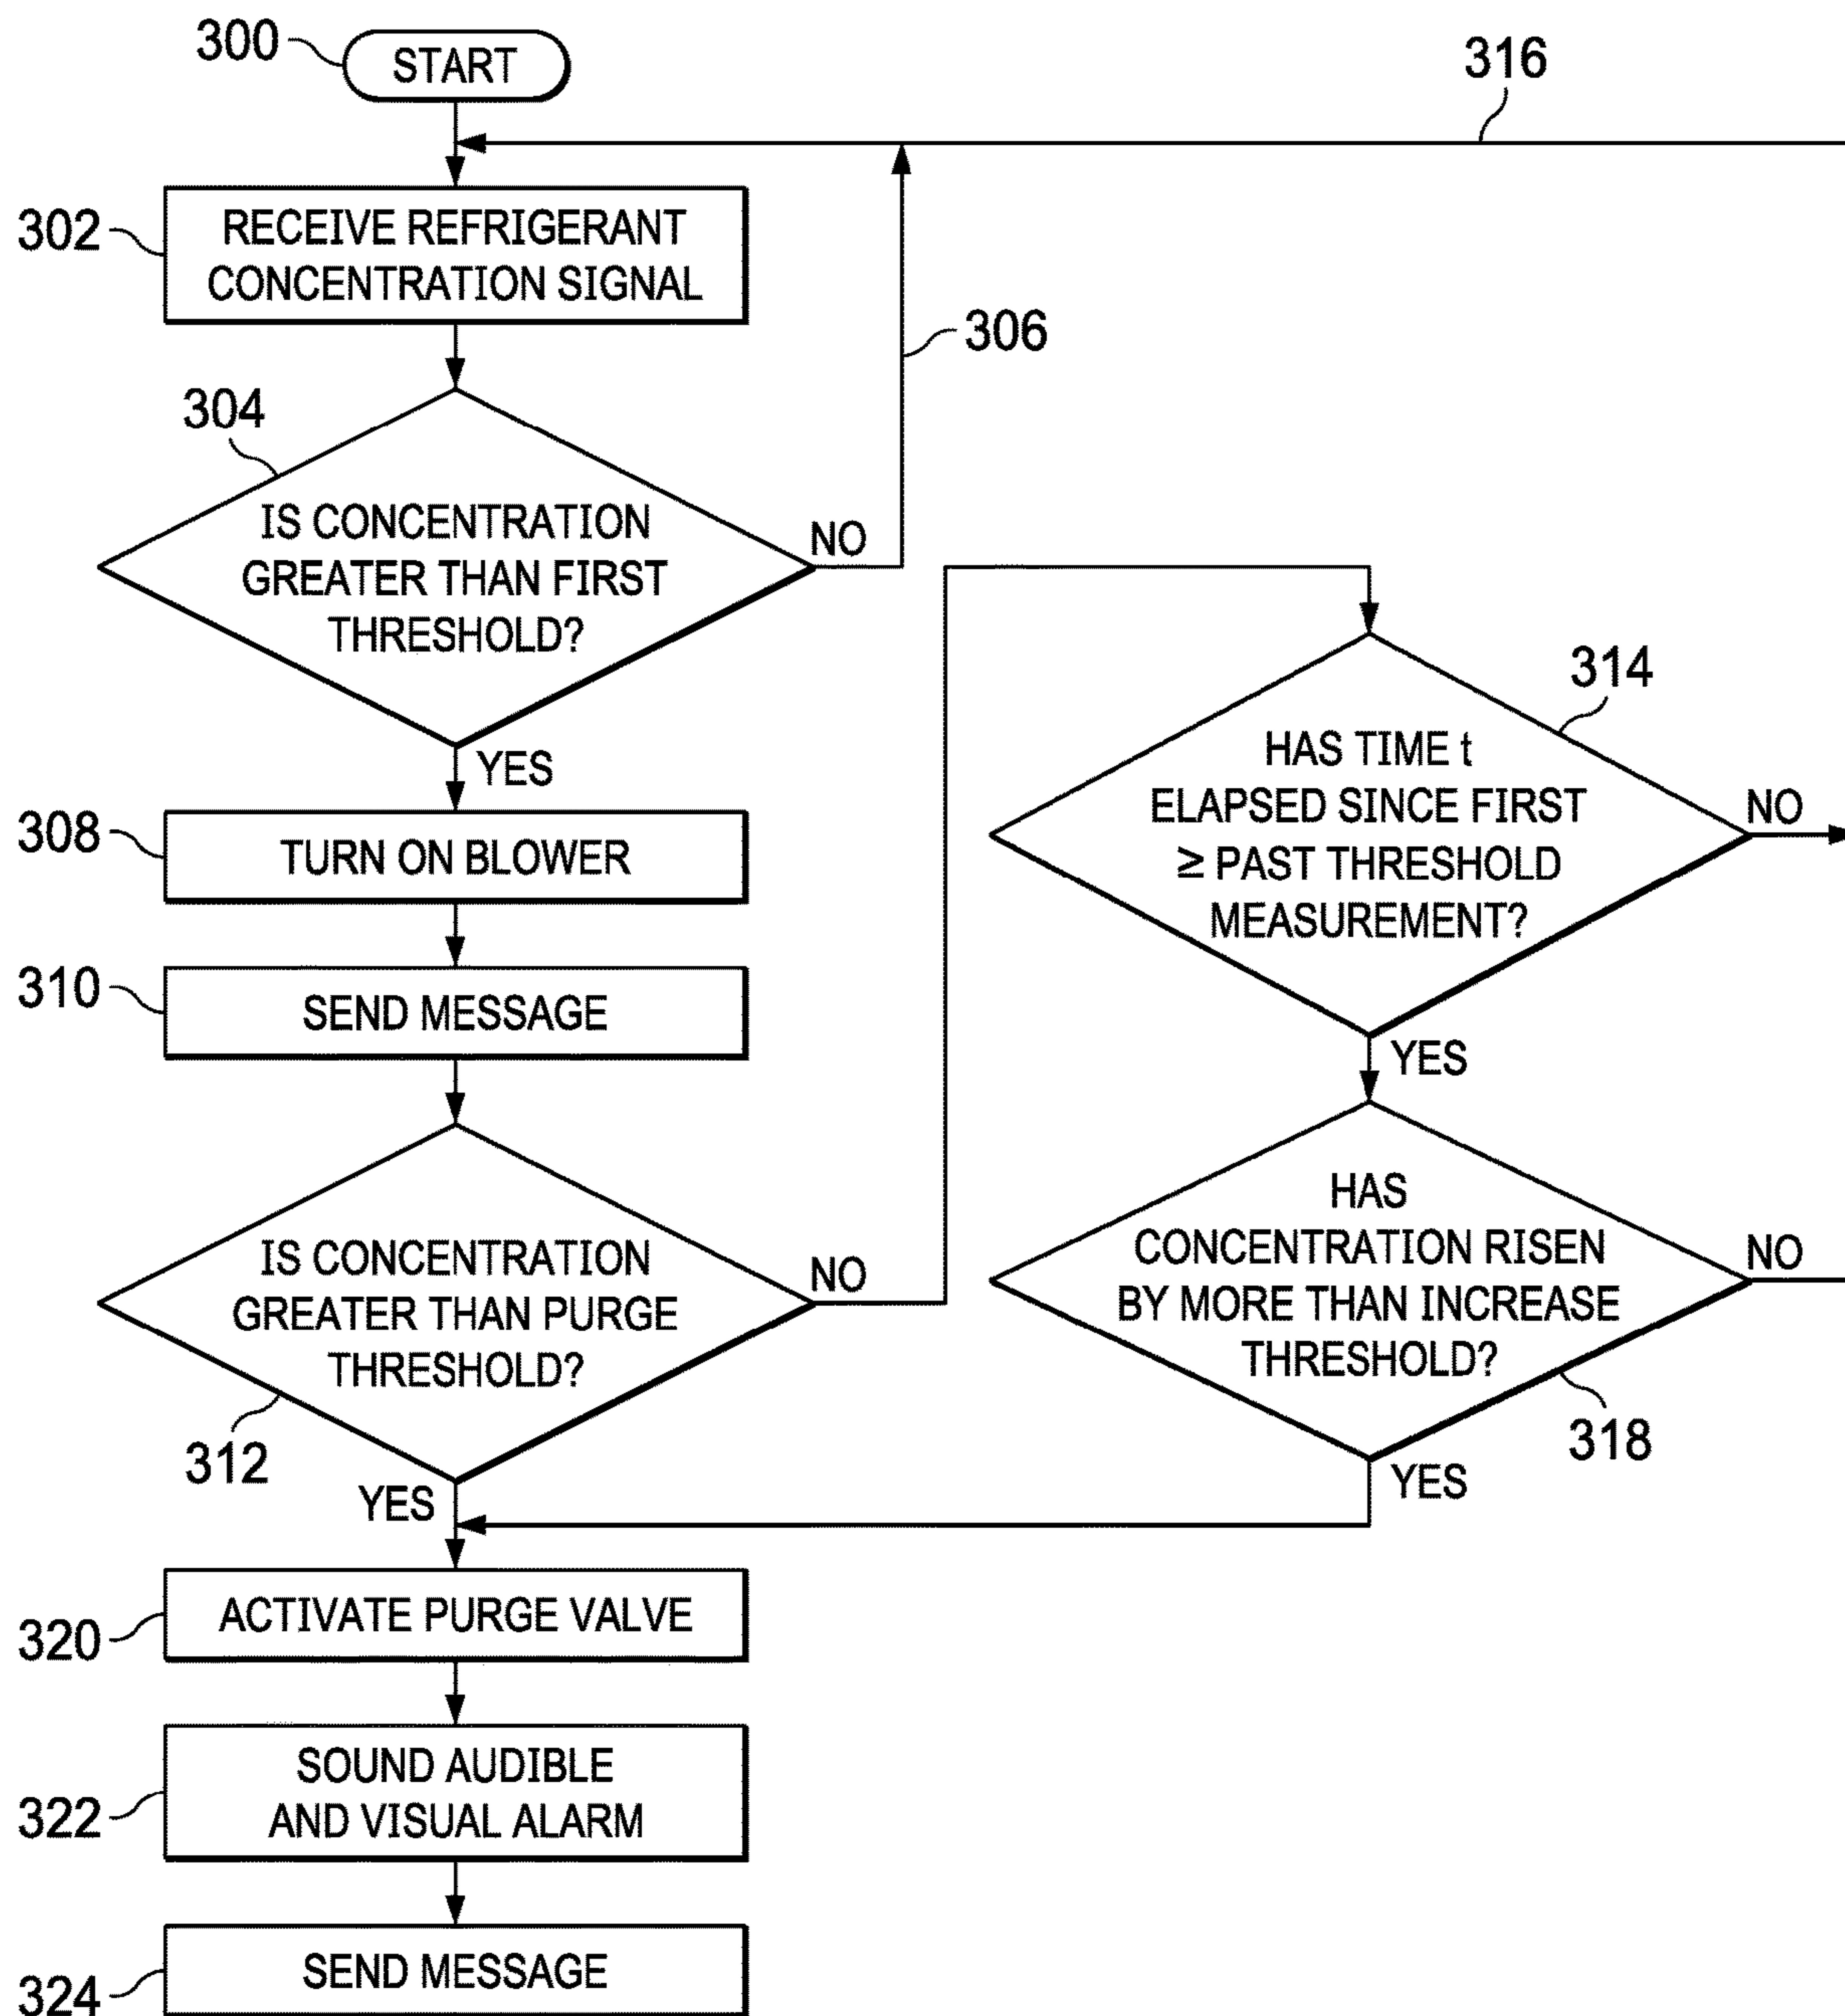 300
START
316
302
RECEIVE REFRIGERANT
CONCENTRATION SIGNAL
306
304
IS CONCENTRATION
GREATER THAN FIRST
THRESHOLD?
NO
YES
308
TURN ON BLOWER
310
SEND MESSAGE
312
IS CONCENTRATION
GREATER THAN PURGE
THRESHOLD?
NO
YES
314
HAS TIME t
ELAPSED SINCE FIRST
≥ PAST THRESHOLD
MEASUREMENT?
NO
YES
HAS
CONCENTRATION RISEN
BY MORE THAN INCREASE
THRESHOLD?
NO
318
YES
320
ACTIVATE PURGE VALVE
322
SOUND AUDIBLE
AND VISUAL ALARM
324
SEND MESSAGE